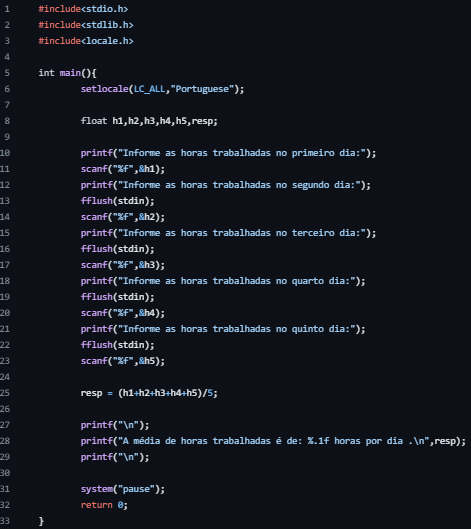 1 #include<stdio.h>
2 #include<stdlib.h>
3 #include<locale.h>
4
5 int main(){
6 setlocale(LC_ALL,"Portuguese");
7
8 float h1,h2,h3,h4,h5,resp;
9
10 printf("Informe as horas trabalhadas no primeiro dia:");
11 scanf("%f",&h1);
12 printf("Informe as horas trabalhadas no segundo dia:");
13 fflush(stdin);
14 scanf("%f",&h2);
15 printf("Informe as horas trabalhadas no terceiro dia:");
16 fflush(stdin);
17 scanf("%f",&h3);
18 printf("Informe as horas trabalhadas no quarto dia:");
19 fflush(stdin);
20 scanf("%f",&h4);
21 printf("Informe as horas trabalhadas no quinto dia:");
22 fflush(stdin);
23 scanf("%f",&h5);
24
25 resp = (h1+h2+h3+h4+h5)/5;
26
27 printf("\n");
28 printf("A média de horas trabalhadas é de: %.1f horas por dia .\n",resp);
29 printf("\n");
30
31 system("pause");
32 return 0;
33 }